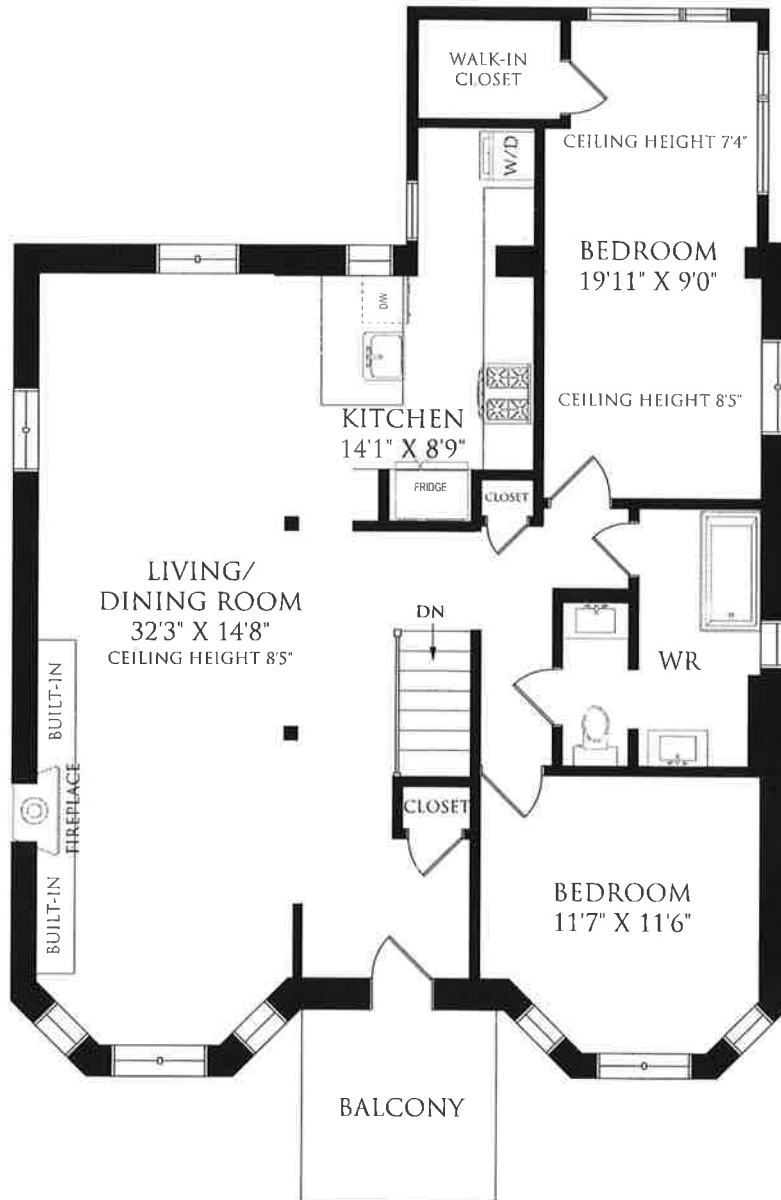 WALK-IN
CLOSET
W/D
CEILING HEIGHT 7'4"
BEDROOM
19'11" X 9'0"
CEILING HEIGHT 8'5"
D/W
KITCHEN
14'1" X 8'9"
FRIDGE
CLOSET
LIVING/
DINING ROOM
32'3" X 14'8"
CEILING HEIGHT 8'5"
DN
WR
BUILT-IN
FIREPLACE
BUILT-IN
CLOSET
BEDROOM
11'7" X 11'6"
BALCONY